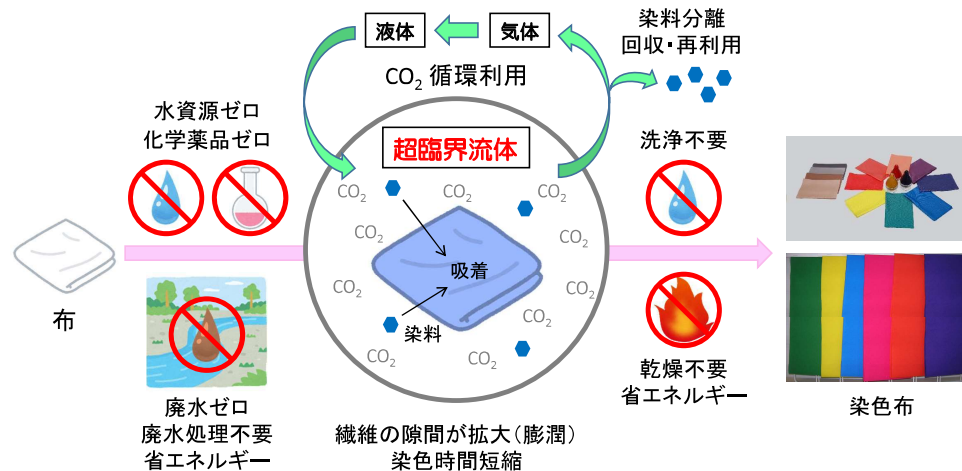 液体
気体
染料分離
回収・再利用
CO2 循環利用
水資源ゼロ
化学薬品ゼロ
超臨界流体
洗浄不要
CO2
CO2
CO2
CO2
CO2
CO2
CO2
CO2
CO2
CO2
吸着
染料
布
廃水ゼロ
廃水処理不要
省エネルギー
繊維の隙間が拡大（膨潤）
染色時間短縮
乾燥不要
省エネルギー
染色布